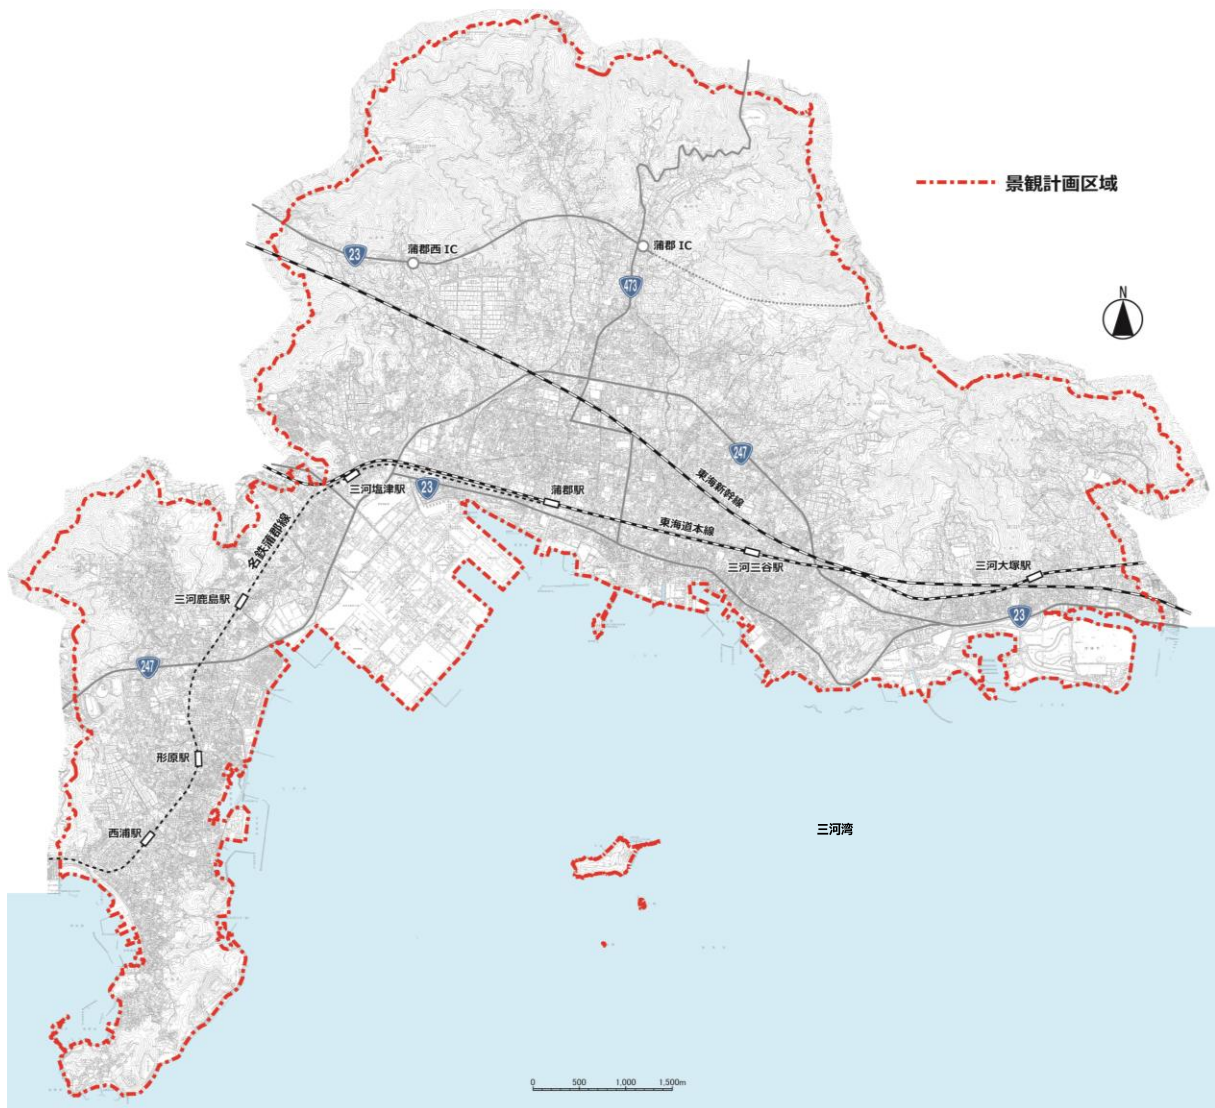 景観計画区域
23
蒲郡西 IC
蒲郡 IC
473
N
247
三河塩津駅
23
蒲郡駅
東海新幹線
東海道本線
名鉄蒲郡線
三河三谷駅
三河大塚駅
三河鹿島駅
23
247
形原駅
西浦駅
三河湾
0 500 1,000 1,500m